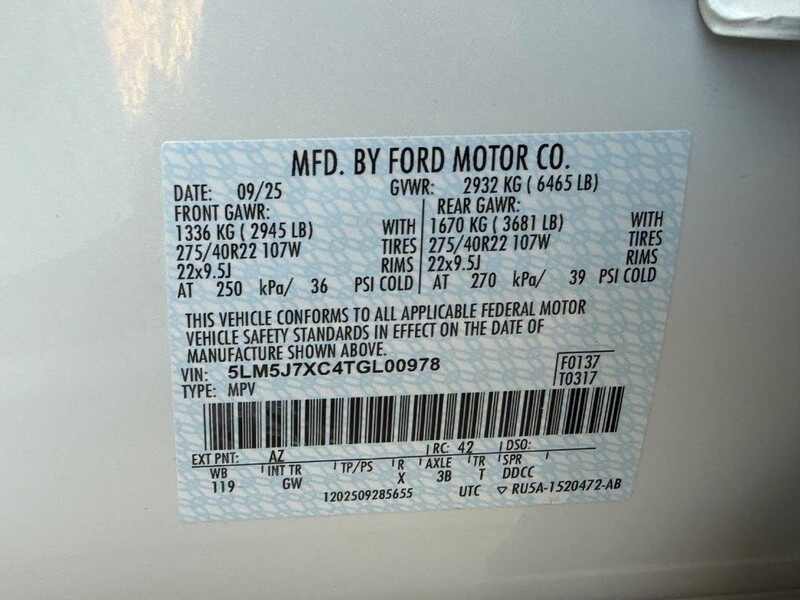 MFD. BY FORD MOTOR CO.
DATE: 09/25 GVWR: 2932 KG ( 6465 LB)
FRONT GAWR: REAR GAWR:
1336 KG ( 2945 LB) WITH 1670 KG ( 3681 LB) WITH
275/40R22 107W TIRES 275/40R22 107W TIRES
22x9.5J RIMS 22x9.5J RIMS
AT 250 kPa/ 36 PSI COLD AT 270 kPa/ 39 PSI COLD
THIS VEHICLE CONFORMS TO ALL APPLICABLE FEDERAL MOTOR
VEHICLE SAFETY STANDARDS IN EFFECT ON THE DATE OF
MANUFACTURE SHOWN ABOVE.
VIN: 5LM5J7XC4TGL00978 F0137
TYPE: MPV T0317
EXT PNT: AZ RC: 42 DSO:
WB INT TR TP/PS R AXLE TR SPR
119 GW X 3B T DDCC
1202509285655 UTC ▽ RU5A-1520472-AB